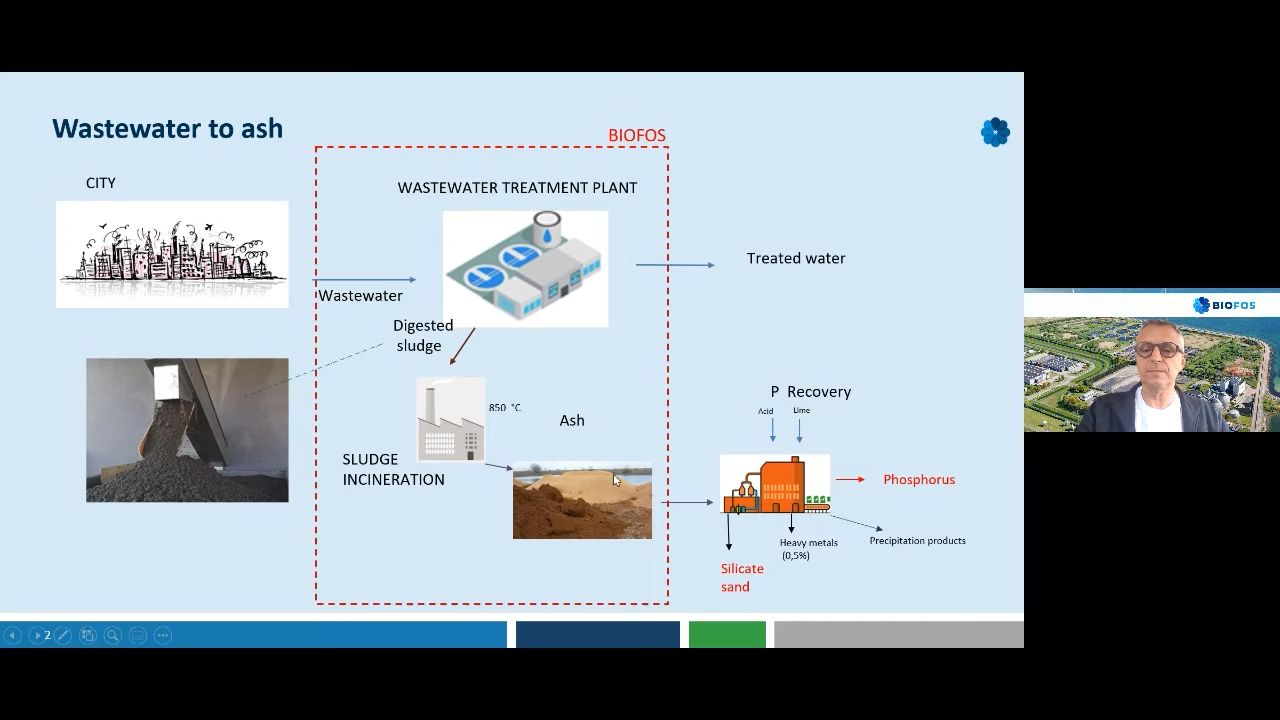 Wastewater to ash
BIOFOS
CITY
WASTEWATER TREATMENT PLANT
Treated water
Wastewater
Digested
sludge
BIOFOS
850 °C
Ash
P Recovery
Acid
Lime
SLUDGE
INCINERATION
Phosphorus
Heavy metals
(0,5%)
Precipitation products
Silicate
sand
2